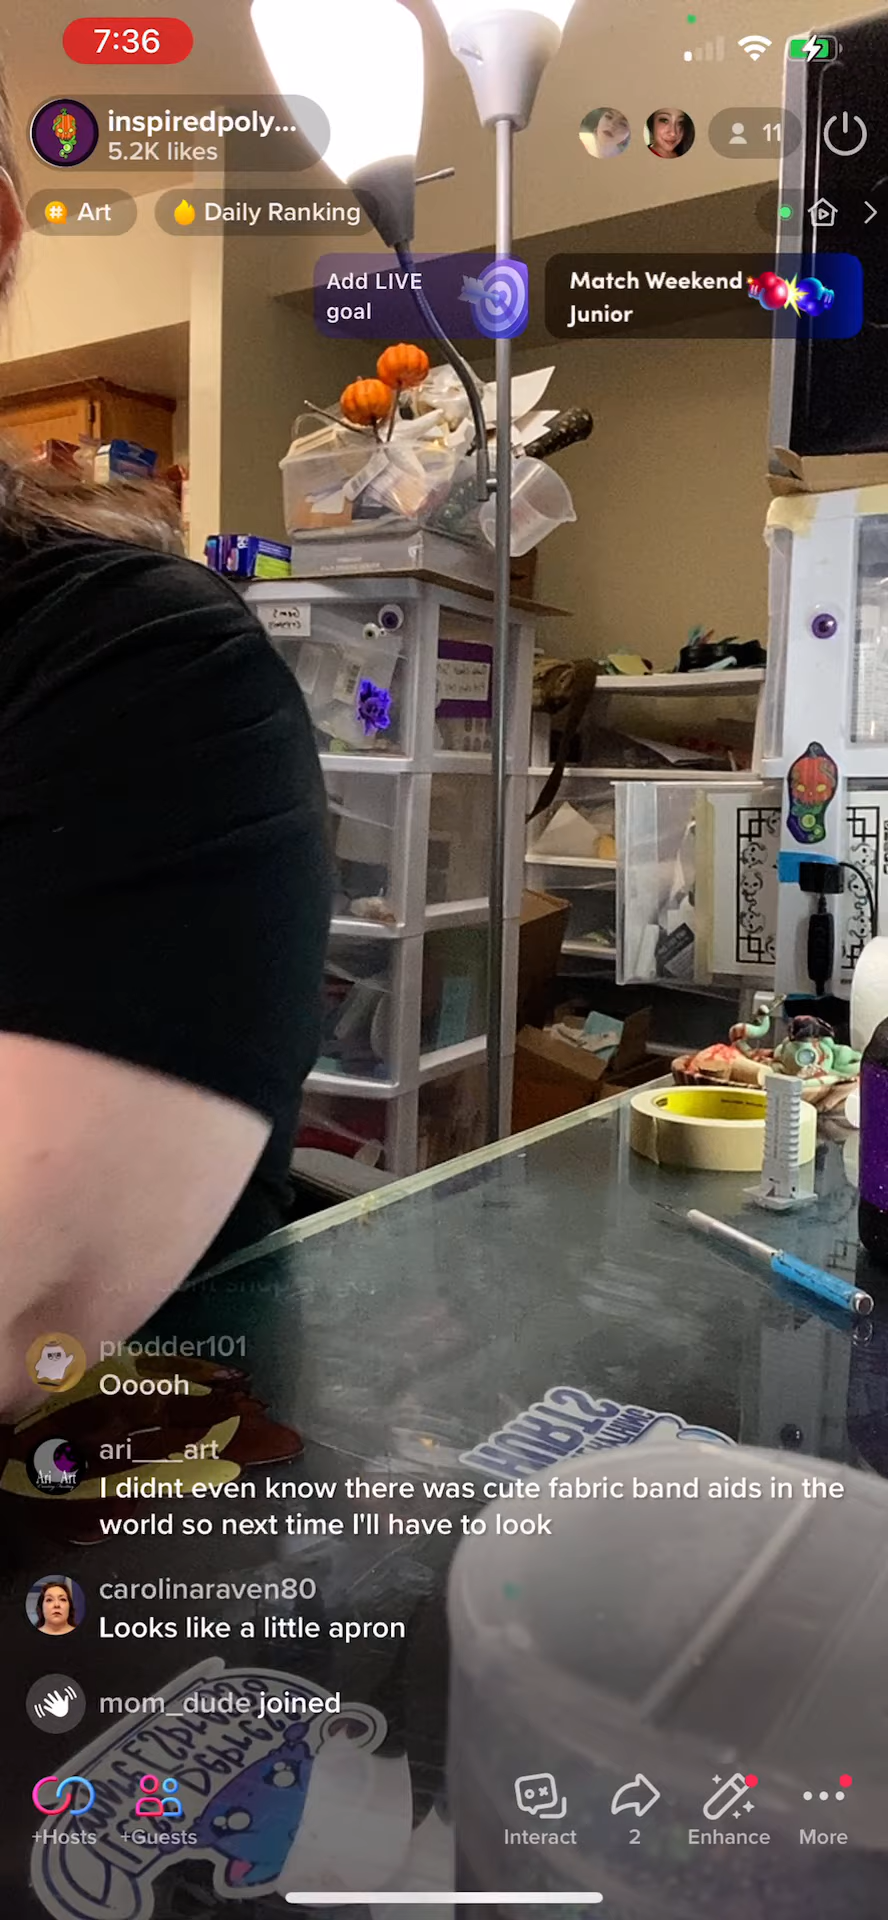 7:36
inspiredpoly...
5.2K likes
11
Art
Daily Ranking
Add LIVE
goal
Match Weekend
Junior
prodder101
Ooooh
ari___art
I didnt even know there was cute fabric band aids in the
world so next time I'll have to look
carolinaraven80
Looks like a little apron
mom_dude joined
+Hosts
+Guests
Interact
2
Enhance
More